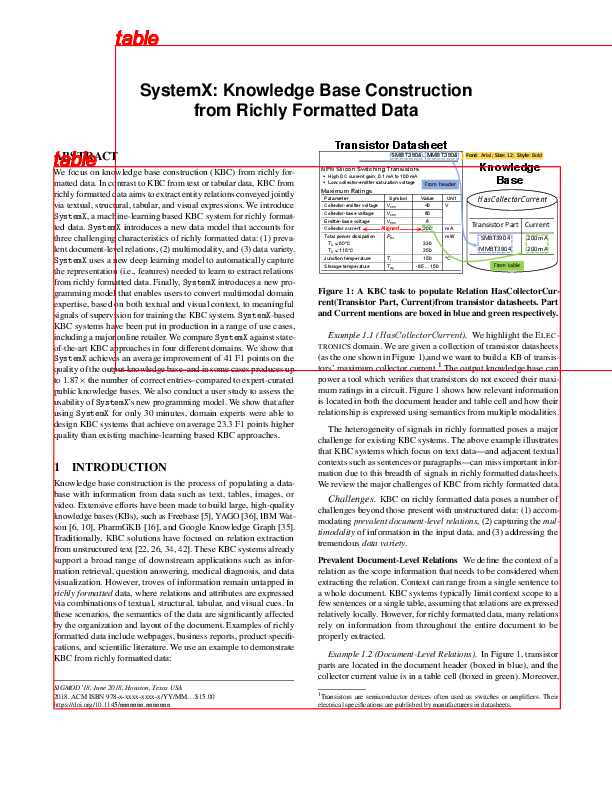 table
SystemX: Knowledge Base Construction
from Richly Formatted Data
table
ABSTRACT
We focus on knowledge base construction (KBC) from richly for-
matted data. In contrast to KBC from text or tabular data, KBC from
richly formatted data aims to extract entity relations conveyed jointly
via textual, structural, tabular, and visual expressions. We introduce
SystemX, a machine-learning-based KBC system for richly format-
ted data. SystemX introduces a new data model that accounts for
three challenging characteristics of richly formatted data: (1) preva-
lent document-level relations, (2) multimodality, and (3) data variety.
SystemX uses a new deep learning model to automatically capture
the representation (i.e., features) needed to learn to extract relations
from richly formatted data. Finally, SystemX introduces a new pro-
gramming model that enables users to convert multimodal domain
expertise, based on both textual and visual context, to meaningful
signals of supervision for training the KBC system. SystemX-based
KBC systems have been put in production in a range of use cases,
including a major online retailer. We compare SystemX against state-
of-the-art KBC approaches in four different domains. We show that
SystemX achieves an average improvement of 41 F1 points on the
quality of the output knowledge base–and in some cases produces up
to 1.87× the number of correct entries–compared to expert-curated
public knowledge bases. We also conduct a user study to assess the
usability of SystemX's new programming model. We show that after
using SystemX for only 30 minutes, domain experts were able to
design KBC systems that achieve on average 23.3 F1 points higher
quality than existing machine-learning based KBC approaches.
1 INTRODUCTION
Knowledge base construction is the process of populating a data-
base with information from data such as text, tables, images, or
video. Extensive efforts have been made to build large, high-quality
knowledge bases (KBs), such as Freebase [5], YAGO [36], IBM Wat-
son [6, 10], PharmGKB [16], and Google Knowledge Graph [35].
Traditionally, KBC solutions have focused on relation extraction
from unstructured text [22, 26, 34, 42]. These KBC systems already
support a broad range of downstream applications such as infor-
mation retrieval, question answering, medical diagnosis, and data
visualization. However, troves of information remain untapped in
richly formatted data, where relations and attributes are expressed
via combinations of textual, structural, tabular, and visual cues. In
these scenarios, the semantics of the data are significantly affected
by the organization and layout of the document. Examples of richly
formatted data include webpages, business reports, product specifi-
cations, and scientific literature. We use an example to demonstrate
KBC from richly formatted data:
SIGMOD'18, June 2018, Houston, Texas USA
2018. ACM ISBN 978-x-xxxx-xxxx-x/YY/MM...$15.00
https://doi.org/10.1145/nnnnnnn.nnnnnnn
Transistor Datasheet
SMBT3904 MMBT3904
Font: Arial; Size: 12; Style: Bold
NPN Silicon Switching Transistors
• High DC current gain: 0.1 mA to 100 mA
• Low collector-emitter saturation voltage
From header
Maximum Ratings
Parameter Symbol Value Unit
Collector-emitter voltage VCEO 40 V
Collector-base voltage VCBO 60
Emitter-base voltage VEBO 6
Collector current Aligned 200 mA
Total power dissipation Ptot mW
TS ≤ 60°C 330
TS ≤ 115°C 250
Junction temperature Tj 150 °C
Storage temperature Tstg -65 ... 150
Knowledge
Base
HasCollectorCurrent
Transistor Part Current
SMBT3904 200mA
MMBT3904 200mA
From table
Figure 1: A KBC task to populate Relation HasCollectorCur-
rent(Transistor Part, Current)from transistor datasheets. Part
and Current mentions are boxed in blue and green respectively.
Example 1.1 (HasCollectorCurrent). We highlight the ELEC-
TRONICS domain. We are given a collection of transistor datasheets
(as the one shown in Figure 1),and we want to build a KB of transis-
tors' maximum collector current.1 The output knowledge base can
power a tool which verifies that transistors do not exceed their maxi-
mum ratings in a circuit. Figure 1 shows how relevant information
is located in both the document header and table cell and how their
relationship is expressed using semantics from multiple modalities.
The heterogeneity of signals in richly formatted poses a major
challenge for existing KBC systems. The above example illustrates
that KBC systems which focus on text data—and adjacent textual
contexts such as sentences or paragraphs—can miss important infor-
mation due to this breadth of signals in richly formatted datasheets.
We review the major challenges of KBC from richly formatted data.
Challenges. KBC on richly formatted data poses a number of
challenges beyond those present with unstructured data: (1) accom-
modating prevalent document-level relations, (2) capturing the mul-
timodality of information in the input data, and (3) addressing the
tremendous data variety.
Prevalent Document-Level Relations We define the context of a
relation as the scope information that needs to be considered when
extracting the relation. Context can range from a single sentence to
a whole document. KBC systems typically limit context scope to a
few sentences or a single table, assuming that relations are expressed
relatively locally. However, for richly formatted data, many relations
rely on information from throughout the entire document to be
properly extracted.
Example 1.2 (Document-Level Relations). In Figure 1, transistor
parts are located in the document header (boxed in blue), and the
collector current value is in a table cell (boxed in green). Moreover,
1Transistors are semiconductor devices often used as switches or amplifiers. Their
electrical specifications are published by manufacturers in datasheets.